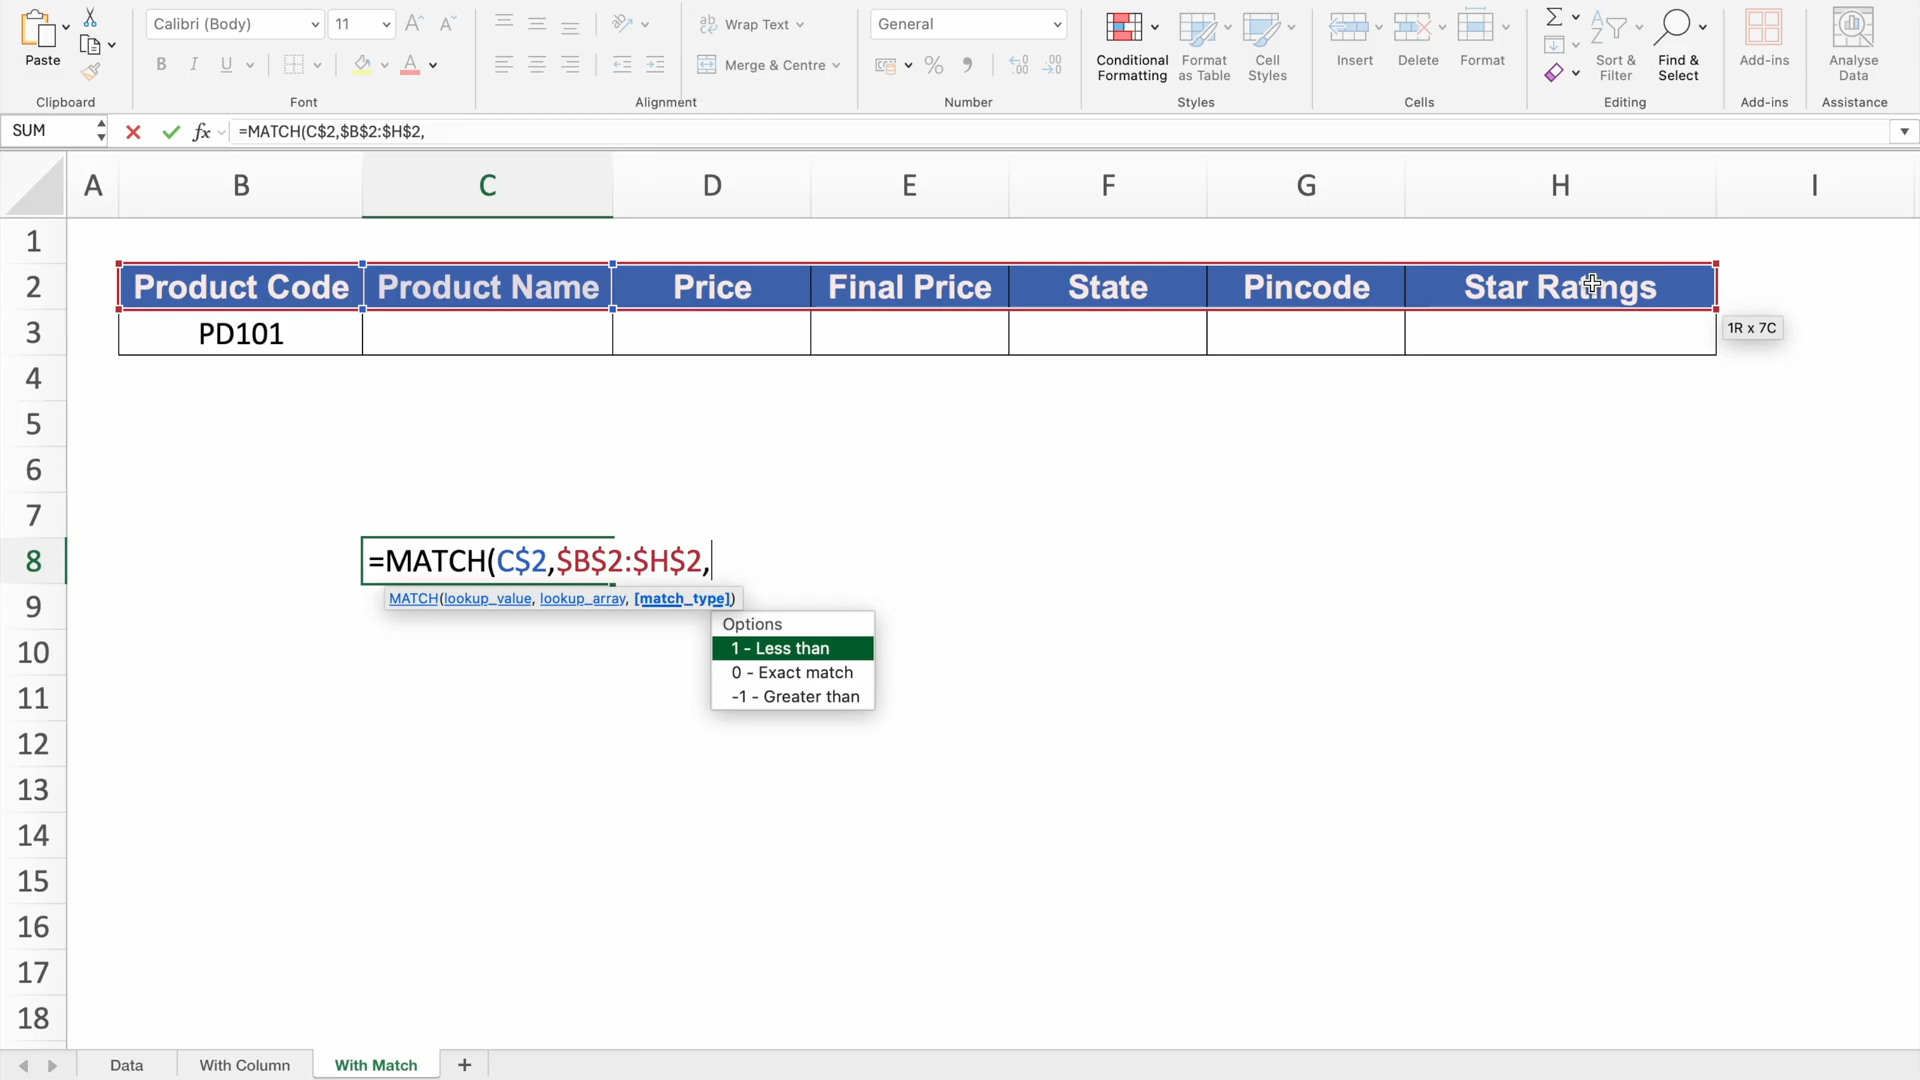 Paste
Calibri (Body) 11
B I U A
ab Wrap Text
Merge & Centre
General
%
Conditional Formatting
Format as Table
Cell Styles
Insert
Delete
Format
Sort & Filter
Find & Select
Add-ins
Analyse Data
Clipboard Font Alignment Number Styles Cells Editing Add-ins Assistance
SUM fx =MATCH(C$2,$B$2:$H$2,
A B C D E F G H I
1
2 Product Code Product Name Price Final Price State Pincode Star Ratings
3 PD101 1R x 7C
4
5
6
7
8 =MATCH(C$2,$B$2:$H$2,
9 MATCH(lookup_value, lookup_array, [match_type])
Options
10 1 - Less than
0 - Exact match
11 -1 - Greater than
12
13
14
15
16
17
18
Data With Column With Match +